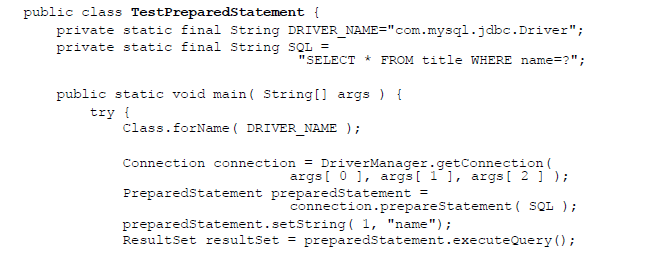 public class TestPreparedStatement {
private static final String DRIVER_NAME="com.mysql.jdbc.Driver";
private static final String SQL =
"SELECT * FROM title WHERE name=?";
public static void main( String[] args ) {
try {
Class.forName( DRIVER_NAME );
Connection connection = DriverManager.getConnection(
args[ 0 ], args[ 1 ], args[ 2 ] );
PreparedStatement preparedStatement =
connection.prepareStatement( SQL );
preparedStatement.setString( 1, "name");
ResultSet resultSet = preparedStatement.executeQuery();